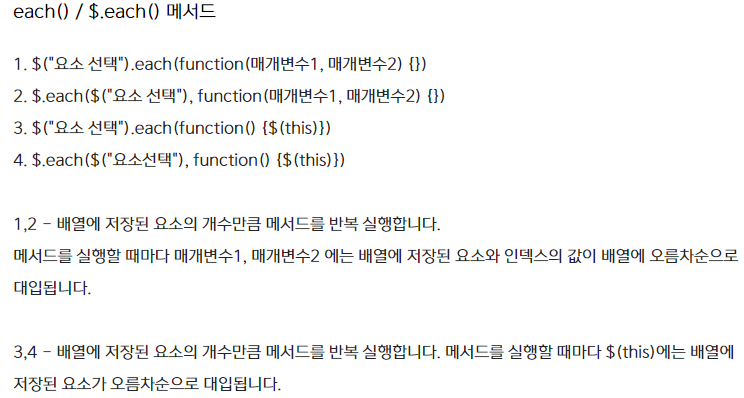 each() / $.each() 메서드
1. $("요소 선택").each(function(매개변수1, 매개변수2) {})
2. $.each($("요소 선택"), function(매개변수1, 매개변수2) {})
3. $("요소 선택").each(function() {$(this)})
4. $.each($("요소선택"), function() {$(this)})
1,2 - 배열에 저장된 요소의 개수만큼 메서드를 반복 실행합니다.
메서드를 실행할 때마다 매개변수1, 매개변수2 에는 배열에 저장된 요소와 인덱스의 값이 배열에 오름차순으로
대입됩니다.
3,4 - 배열에 저장된 요소의 개수만큼 메서드를 반복 실행합니다. 메서드를 실행할 때마다 $(this)에는 배열에
저장된 요소가 오름차순으로 대입됩니다.